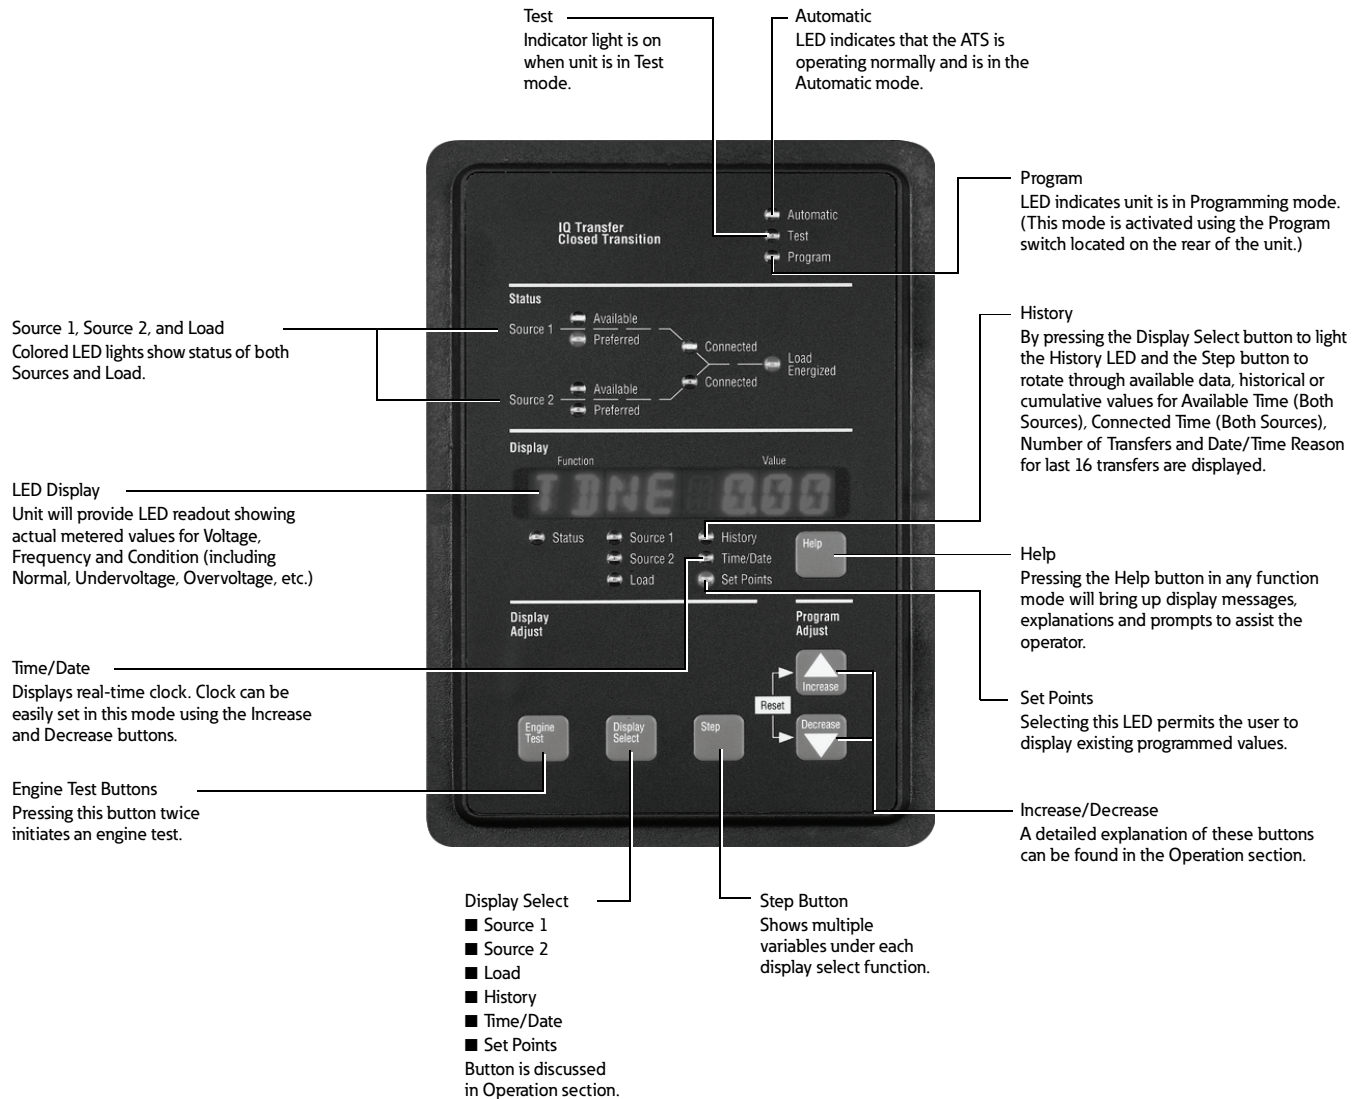 Test
Indicator light is on
when unit is in Test
mode.
Automatic
LED indicates that the ATS is
operating normally and is in the
Automatic mode.
Program
LED indicates unit is in Programming mode.
(This mode is activated using the Program
switch located on the rear of the unit.)
Source 1, Source 2, and Load
Colored LED lights show status of both
Sources and Load.
History
By pressing the Display Select button to light
the History LED and the Step button to
rotate through available data, historical or
cumulative values for Available Time (Both
Sources), Connected Time (Both Sources),
Number of Transfers and Date/Time Reason
for last 16 transfers are displayed.
LED Display
Unit will provide LED readout showing
actual metered values for Voltage,
Frequency and Condition (including
Normal, Undervoltage, Overvoltage, etc.)
Help
Pressing the Help button in any function
mode will bring up display messages,
explanations and prompts to assist the
operator.
Time/Date
Displays real-time clock. Clock can be
easily set in this mode using the Increase
and Decrease buttons.
Set Points
Selecting this LED permits the user to
display existing programmed values.
Engine Test Buttons
Pressing this button twice
initiates an engine test.
Increase/Decrease
A detailed explanation of these buttons
can be found in the Operation section.
Display Select
■ Source 1
■ Source 2
■ Load
■ History
■ Time/Date
■ Set Points
Button is discussed
in Operation section.
Step Button
Shows multiple
variables under each
display select function.
IQ Transfer
Closed Transition
Automatic
Test
Program
Status
Source 1
Available
Preferred
Connected
Load
Energized
Source 2
Available
Preferred
Connected
Display
Function
Value
TDNE 0.00
Status
Source 1
Source 2
Load
History
Time/Date
Set Points
Help
Display
Adjust
Program
Adjust
Increase
Reset
Decrease
Engine
Test
Display
Select
Step